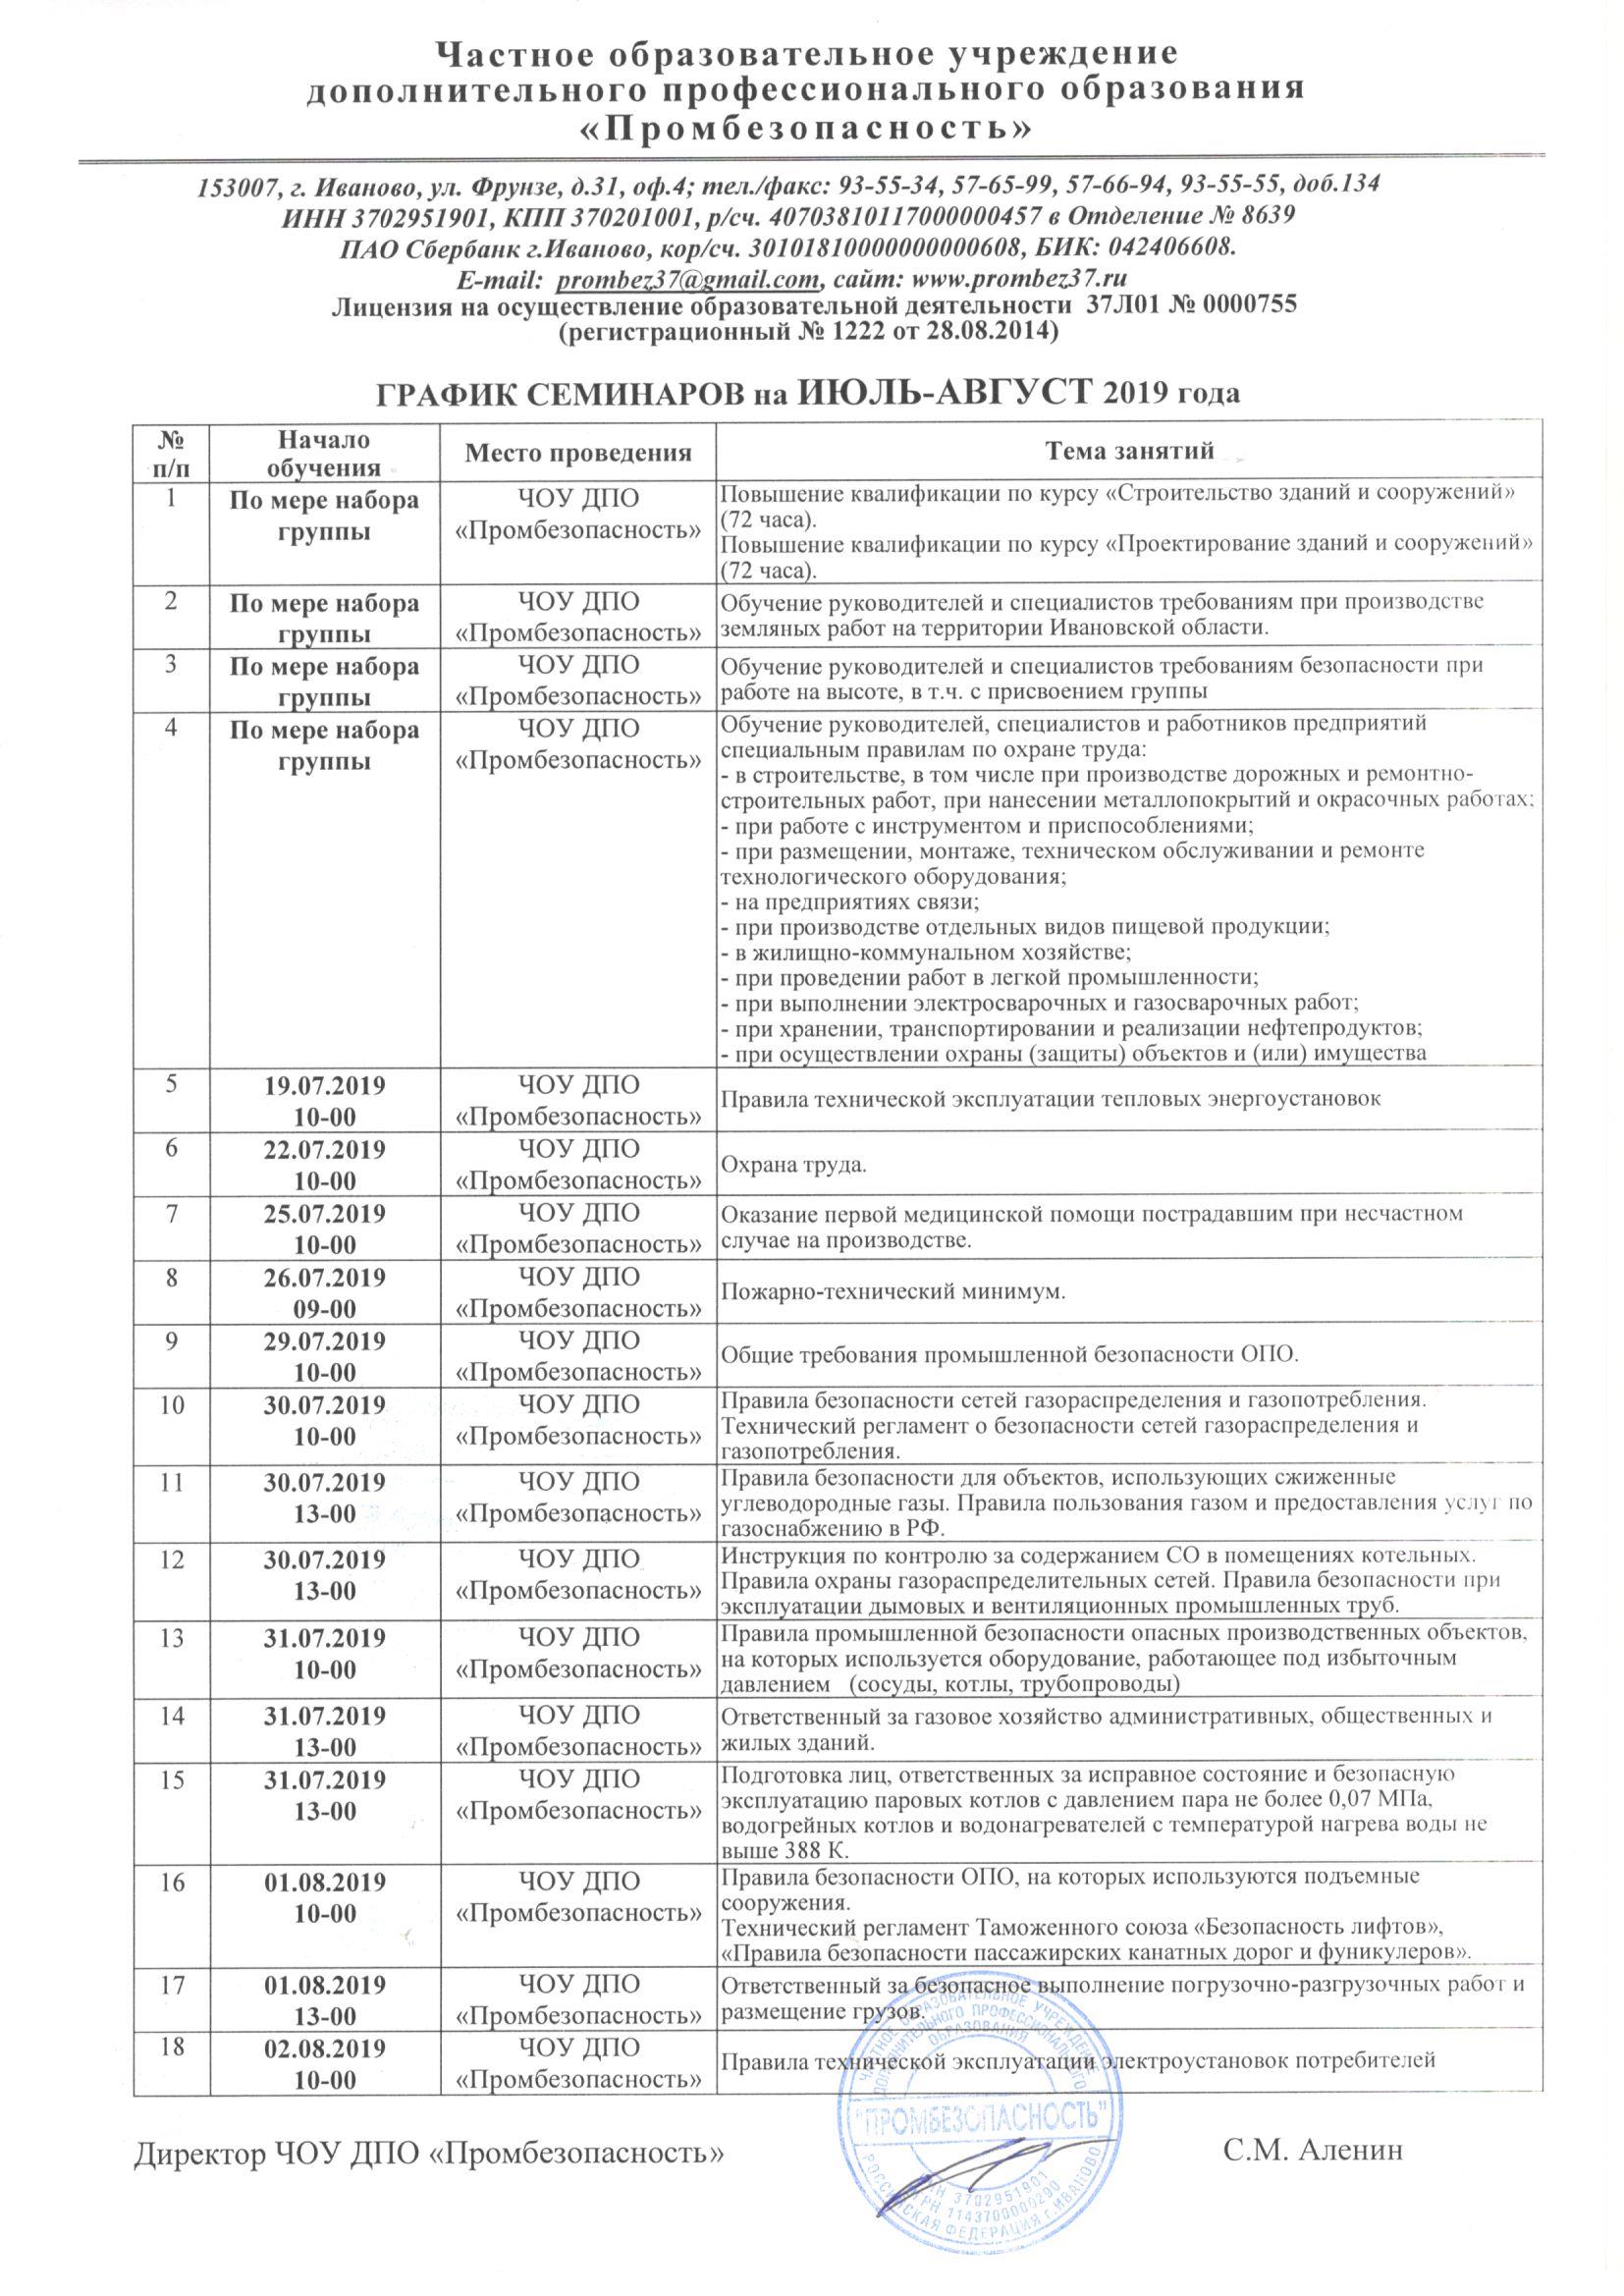 Частное образовательное учреждение
дополнительного профессионального образования
«Промбезопасность»
153007, г. Иваново, ул. Фрунзе, д.31, оф.4; тел./факс: 93-55-34, 57-65-99, 57-66-94, 93-55-55, доб.134
ИНН 3702951901, КПП 370201001, р/сч. 40703810117000000457 в Отделение № 8639
ПАО Сбербанк г.Иваново, кор/сч. 30101810000000000608, БИК: 042406608.
E-mail: prombez37@gmail.com, сайт: www.prombez37.ru
Лицензия на осуществление образовательной деятельности 37Л01 № 0000755
(регистрационный № 1222 от 28.08.2014)
ГРАФИК СЕМИНАРОВ на ИЮЛЬ-АВГУСТ 2019 года
№ п/п
Начало обучения
Место проведения
Тема занятий
1
По мере набора
группы
ЧОУ ДПО
«Промбезопасность»
Повышение квалификации по курсу «Строительство зданий и сооружений»
(72 часа).
Повышение квалификации по курсу «Проектирование зданий и сооружений»
(72 часа).
2
По мере набора
группы
ЧОУ ДПО
«Промбезопасность»
Обучение руководителей и специалистов требованиям при производстве
земляных работ на территории Ивановской области.
3
По мере набора
группы
ЧОУ ДПО
«Промбезопасность»
Обучение руководителей и специалистов требованиям безопасности при
работе на высоте, в т.ч. с присвоением группы
4
По мере набора
группы
ЧОУ ДПО
«Промбезопасность»
Обучение руководителей, специалистов и работников предприятий
специальным правилам по охране труда:
- в строительстве, в том числе при производстве дорожных и ремонтно-
строительных работ, при нанесении металлопокрытий и окрасочных работах;
- при работе с инструментом и приспособлениями;
- при размещении, монтаже, техническом обслуживании и ремонте
технологического оборудования;
- на предприятиях связи;
- при производстве отдельных видов пищевой продукции;
- в жилищно-коммунальном хозяйстве;
- при проведении работ в легкой промышленности;
- при выполнении электросварочных и газосварочных работ;
- при хранении, транспортировании и реализации нефтепродуктов;
- при осуществлении охраны (защиты) объектов и (или) имущества
5
19.07.2019
10-00
ЧОУ ДПО
«Промбезопасность»
Правила технической эксплуатации тепловых энергоустановок
6
22.07.2019
10-00
ЧОУ ДПО
«Промбезопасность»
Охрана труда.
7
25.07.2019
10-00
ЧОУ ДПО
«Промбезопасность»
Оказание первой медицинской помощи пострадавшим при несчастном
случае на производстве.
8
26.07.2019
09-00
ЧОУ ДПО
«Промбезопасность»
Пожарно-технический минимум.
9
29.07.2019
10-00
ЧОУ ДПО
«Промбезопасность»
Общие требования промышленной безопасности ОПО.
10
30.07.2019
10-00
ЧОУ ДПО
«Промбезопасность»
Правила безопасности сетей газораспределения и газопотребления.
Технический регламент о безопасности сетей газораспределения и
газопотребления.
11
30.07.2019
13-00
ЧОУ ДПО
«Промбезопасность»
Правила безопасности для объектов, использующих сжиженные
углеводородные газы. Правила пользования газом и предоставления услуг по
газоснабжению в РФ.
12
30.07.2019
13-00
ЧОУ ДПО
«Промбезопасность»
Инструкция по контролю за содержанием СО в помещениях котельных.
Правила охраны газораспределительных сетей. Правила безопасности при
эксплуатации дымовых и вентиляционных промышленных труб.
13
31.07.2019
10-00
ЧОУ ДПО
«Промбезопасность»
Правила промышленной безопасности опасных производственных объектов,
на которых используется оборудование, работающее под избыточным
давлением (сосуды, котлы, трубопроводы)
14
31.07.2019
13-00
ЧОУ ДПО
«Промбезопасность»
Ответственный за газовое хозяйство административных, общественных и
жилых зданий.
15
31.07.2019
13-00
ЧОУ ДПО
«Промбезопасность»
Подготовка лиц, ответственных за исправное состояние и безопасную
эксплуатацию паровых котлов с давлением пара не более 0,07 МПа,
водогрейных котлов и водонагревателей с температурой нагрева воды не
выше 388 К.
16
01.08.2019
10-00
ЧОУ ДПО
«Промбезопасность»
Правила безопасности ОПО, на которых используются подъемные
сооружения.
Технический регламент Таможенного союза «Безопасность лифтов»,
«Правила безопасности пассажирских канатных дорог и фуникулеров».
17
01.08.2019
13-00
ЧОУ ДПО
«Промбезопасность»
Ответственный за безопасное выполнение погрузочно-разгрузочных работ и
размещение грузов.
18
02.08.2019
10-00
ЧОУ ДПО
«Промбезопасность»
Правила технической эксплуатации электроустановок потребителей
Директор ЧОУ ДПО «Промбезопасность»
С.М. Аленин
ЧАСТНОЕ ОБРАЗОВАТЕЛЬНОЕ УЧРЕЖДЕНИЕ
ДОПОЛНИТЕЛЬНОГО ПРОФЕССИОНАЛЬНОГО
ОБРАЗОВАНИЯ
"ПРОМБЕЗОПАСНОСТЬ"
ИНН 3702951901
ОГРН 1143700000290
РОССИЙСКАЯ ФЕДЕРАЦИЯ г.ИВАНОВО